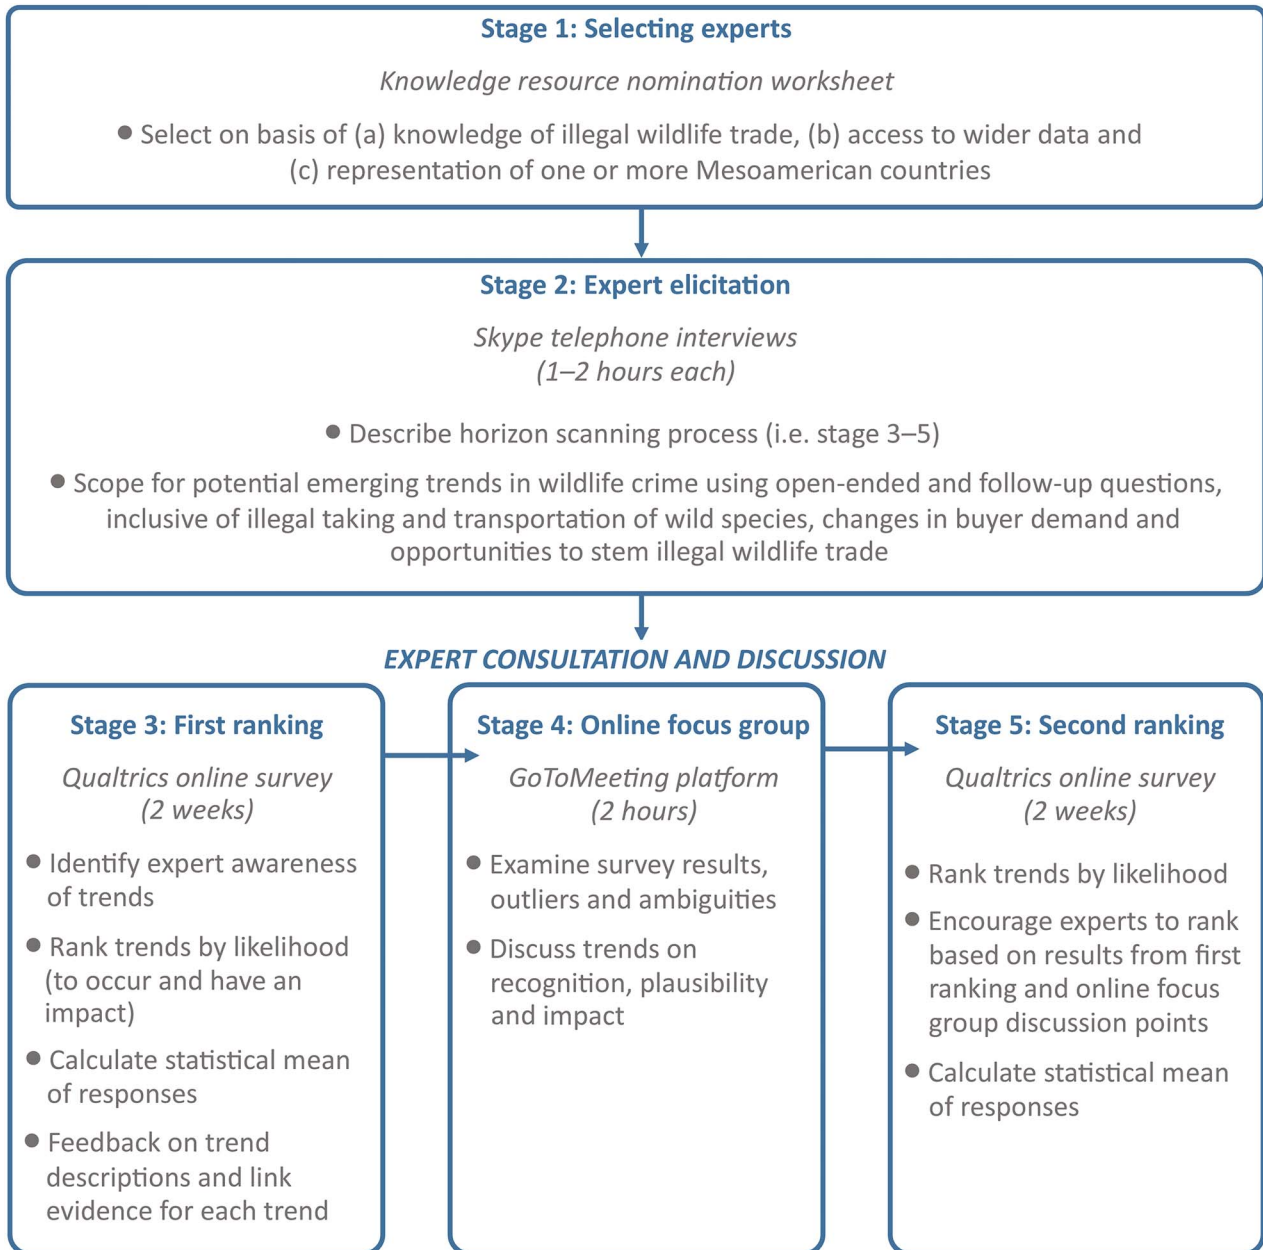 Stage 1: Selecting experts
Knowledge resource nomination worksheet
● Select on basis of (a) knowledge of illegal wildlife trade, (b) access to wider data and
(c) representation of one or more Mesoamerican countries
Stage 2: Expert elicitation
Skype telephone interviews
(1–2 hours each)
● Describe horizon scanning process (i.e. stage 3–5)
● Scope for potential emerging trends in wildlife crime using open-ended and follow-up questions,
inclusive of illegal taking and transportation of wild species, changes in buyer demand and
opportunities to stem illegal wildlife trade
EXPERT CONSULTATION AND DISCUSSION
Stage 3: First ranking
Qualtrics online survey
(2 weeks)
● Identify expert awareness
of trends
● Rank trends by likelihood
(to occur and have an
impact)
● Calculate statistical mean
of responses
● Feedback on trend
descriptions and link
evidence for each trend
Stage 4: Online focus group
GoToMeeting platform
(2 hours)
● Examine survey results,
outliers and ambiguities
● Discuss trends on
recognition, plausibility
and impact
Stage 5: Second ranking
Qualtrics online survey
(2 weeks)
● Rank trends by likelihood
● Encourage experts to rank
based on results from first
ranking and online focus
group discussion points
● Calculate statistical mean
of responses